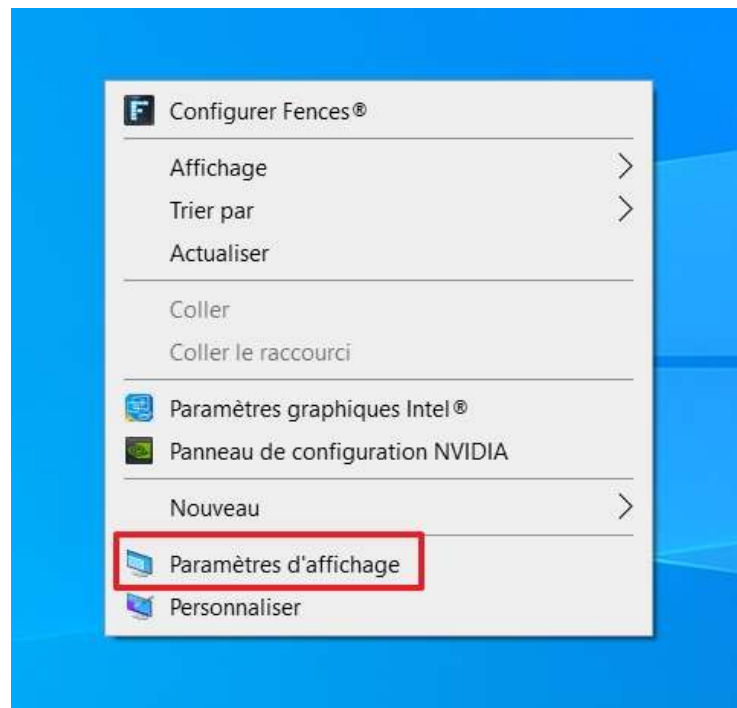 Configurer Fences®
Affichage
Trier par
Actualiser
Coller
Coller le raccourci
Paramètres graphiques Intel®
Panneau de configuration NVIDIA
Nouveau
Paramètres d'affichage
Personnaliser